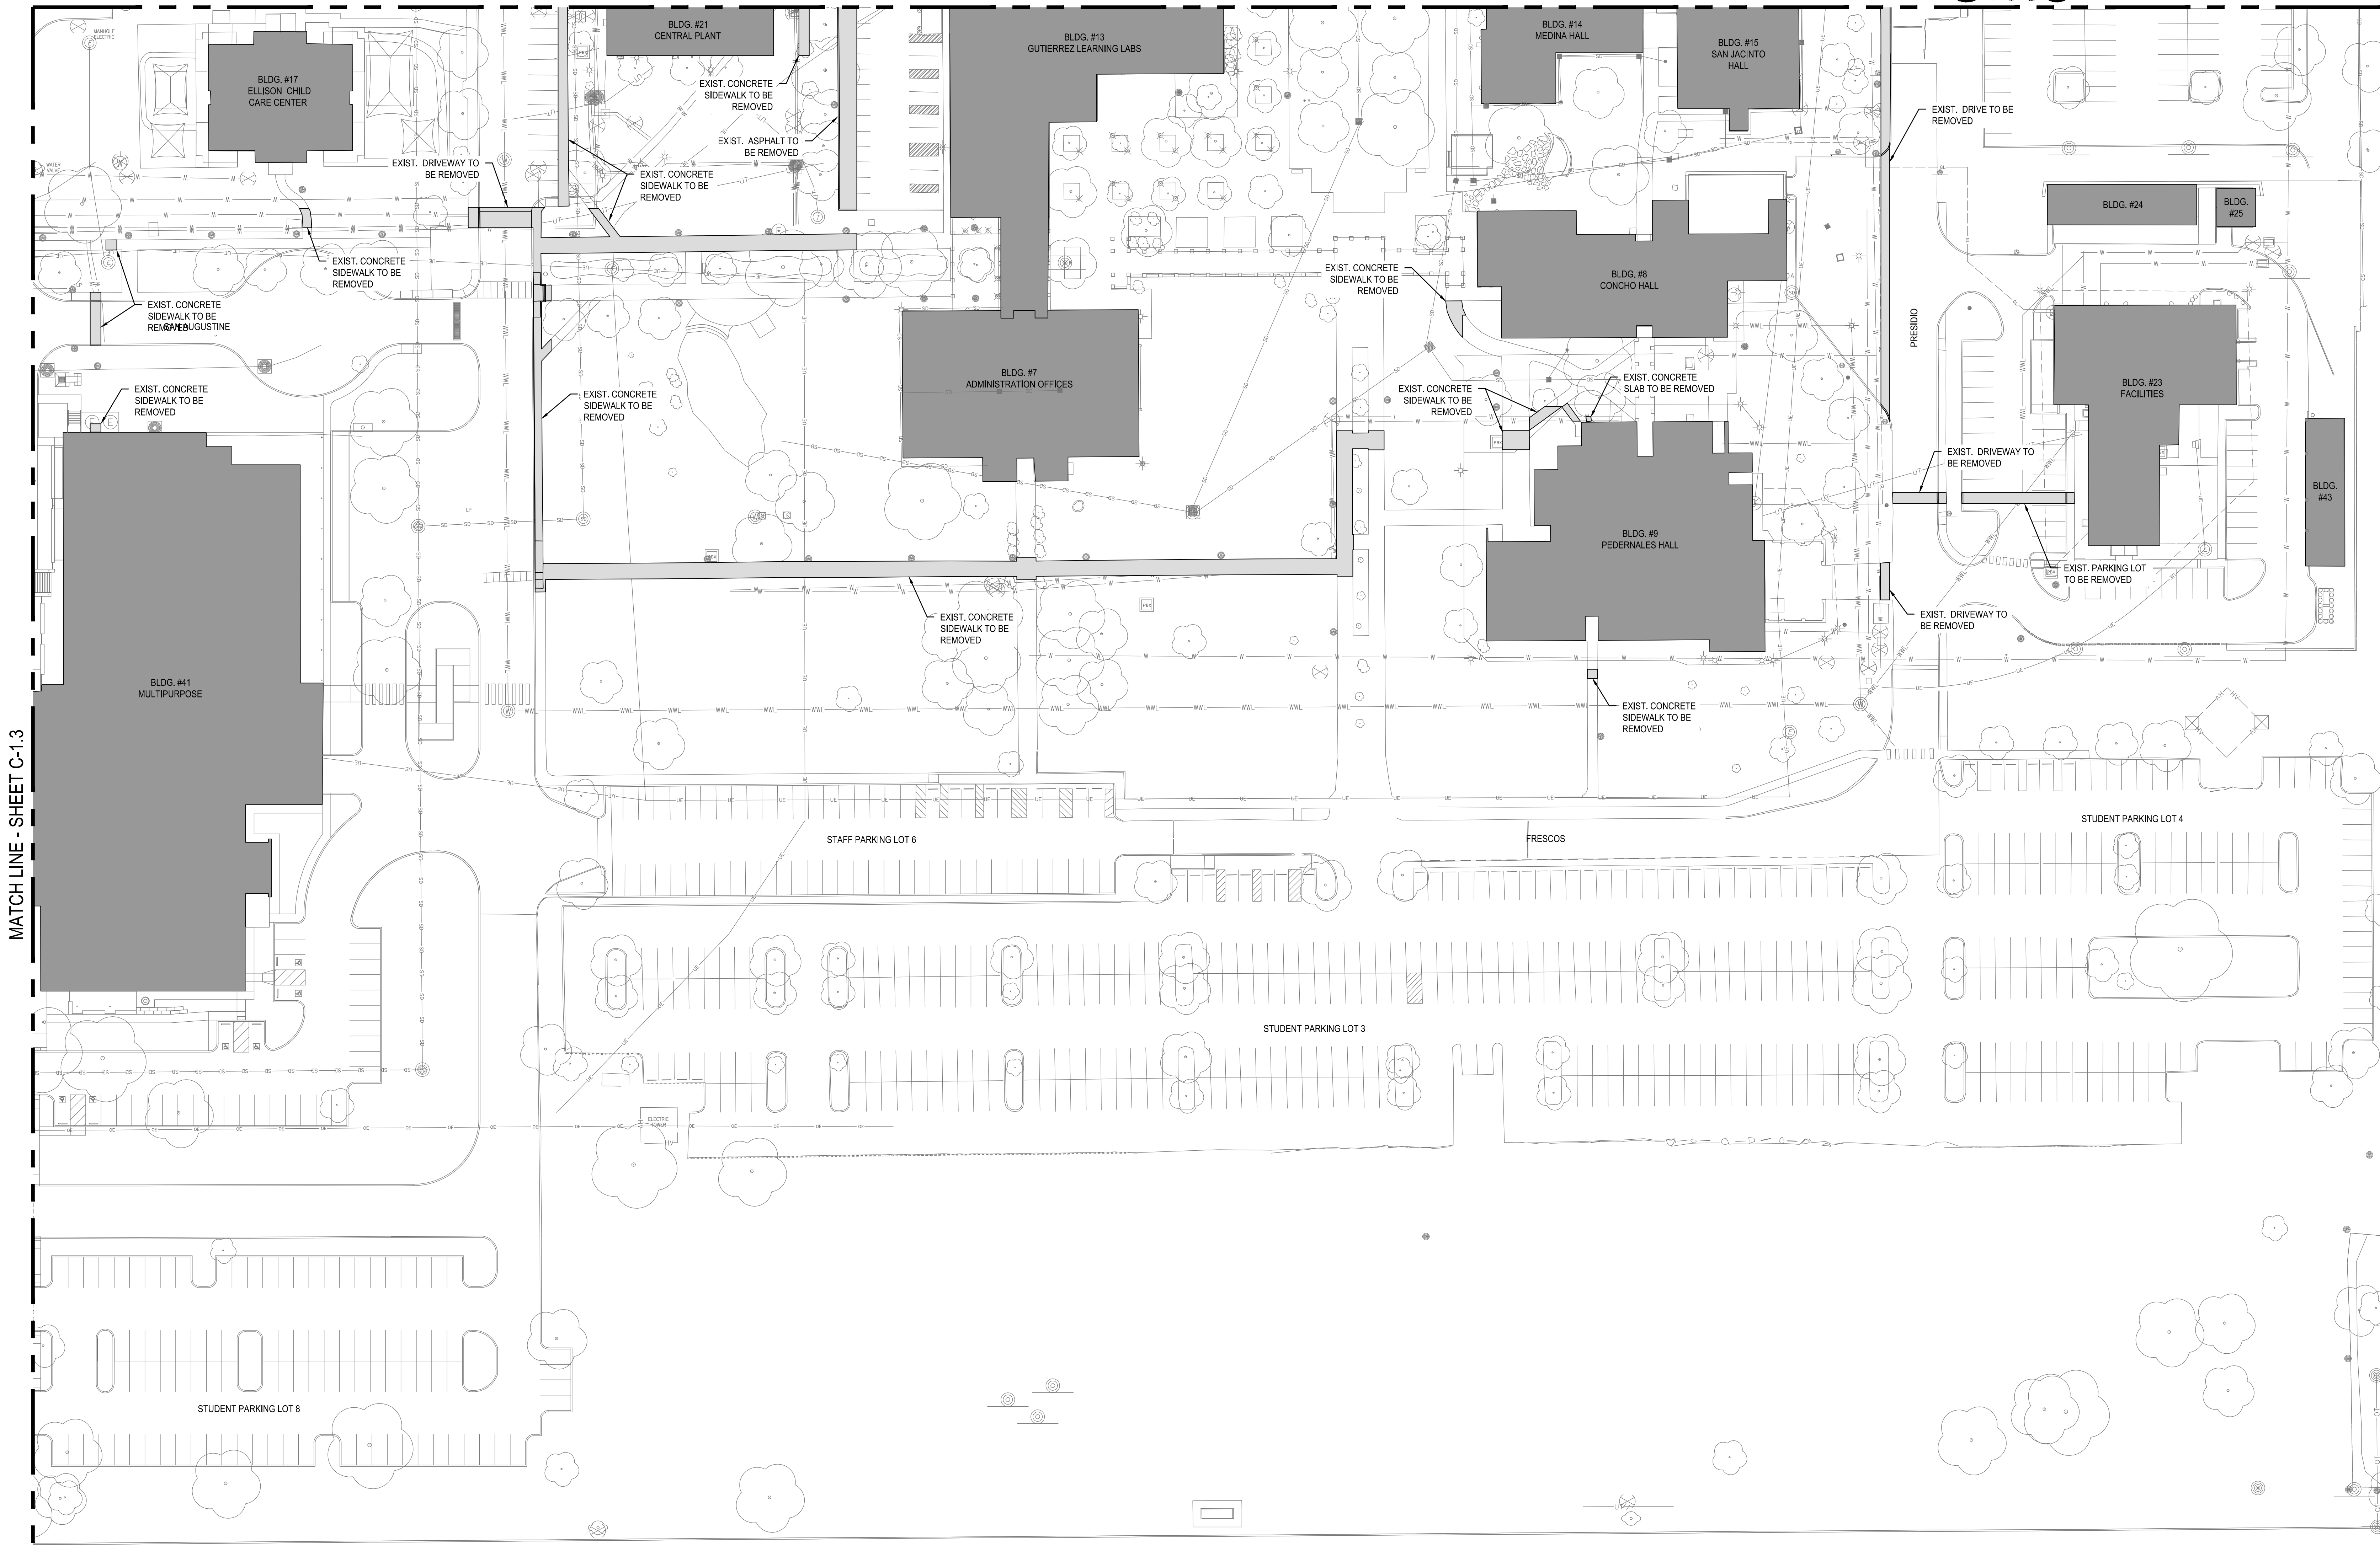 MANHOLE
ELECTRIC
BLDG. #17
ELLISON CHILD
CARE CENTER
BLDG. #21
CENTRAL PLANT
BLDG. #13
GUTIERREZ LEARNING LABS
BLDG. #14
MEDINA HALL
BLDG. #15
SAN JACINTO
HALL
EXIST. CONCRETE
SIDEWALK TO BE
REMOVED
EXIST. ASPHALT TO
BE REMOVED
EXIST. DRIVEWAY TO
BE REMOVED
EXIST. CONCRETE
SIDEWALK TO BE
REMOVED
EXIST. DRIVE TO BE
REMOVED
WATER
VALVE
BLDG. #24
BLDG.
#25
EXIST. CONCRETE
SIDEWALK TO BE
REMOVED
EXIST. CONCRETE
SIDEWALK TO BE
REMOVED
SAN AUGUSTINE
EXIST. CONCRETE
SIDEWALK TO BE
REMOVED
BLDG. #8
CONCHO HALL
PRESIDIO
BLDG. #7
ADMINISTRATION OFFICES
EXIST. CONCRETE
SIDEWALK TO BE
REMOVED
EXIST. CONCRETE
SIDEWALK TO BE
REMOVED
EXIST. CONCRETE
SIDEWALK TO BE
REMOVED
EXIST. CONCRETE
SLAB TO BE REMOVED
BLDG. #23
FACILITIES
EXIST. DRIVEWAY TO
BE REMOVED
BLDG.
#43
BLDG. #9
PEDERNALES HALL
EXIST. PARKING LOT
TO BE REMOVED
EXIST. DRIVEWAY TO
BE REMOVED
EXIST. CONCRETE
SIDEWALK TO BE
REMOVED
BLDG. #41
MULTIPURPOSE
EXIST. CONCRETE
SIDEWALK TO BE
REMOVED
MATCH LINE - SHEET C-1.3
STAFF PARKING LOT 6
FRESCOS
STUDENT PARKING LOT 4
STUDENT PARKING LOT 3
ELECTRIC
TOWER
STUDENT PARKING LOT 8